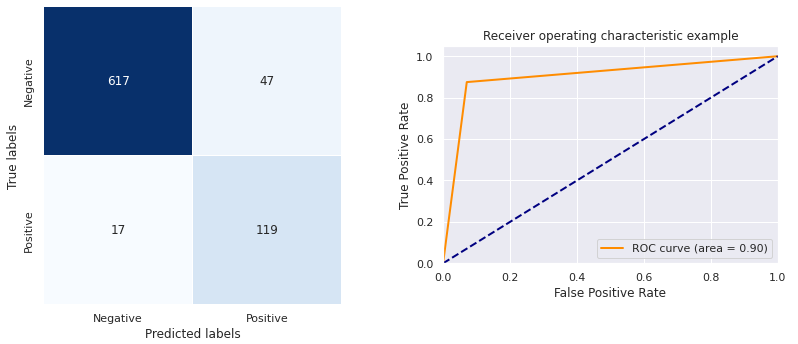 True labels
Negative
Positive
617
47
17
119
Negative
Positive
Predicted labels
Receiver operating characteristic example
True Positive Rate
1.0
0.8
0.6
0.4
0.2
0.0
ROC curve (area = 0.90)
0.0
0.2
0.4
0.6
0.8
1.0
False Positive Rate